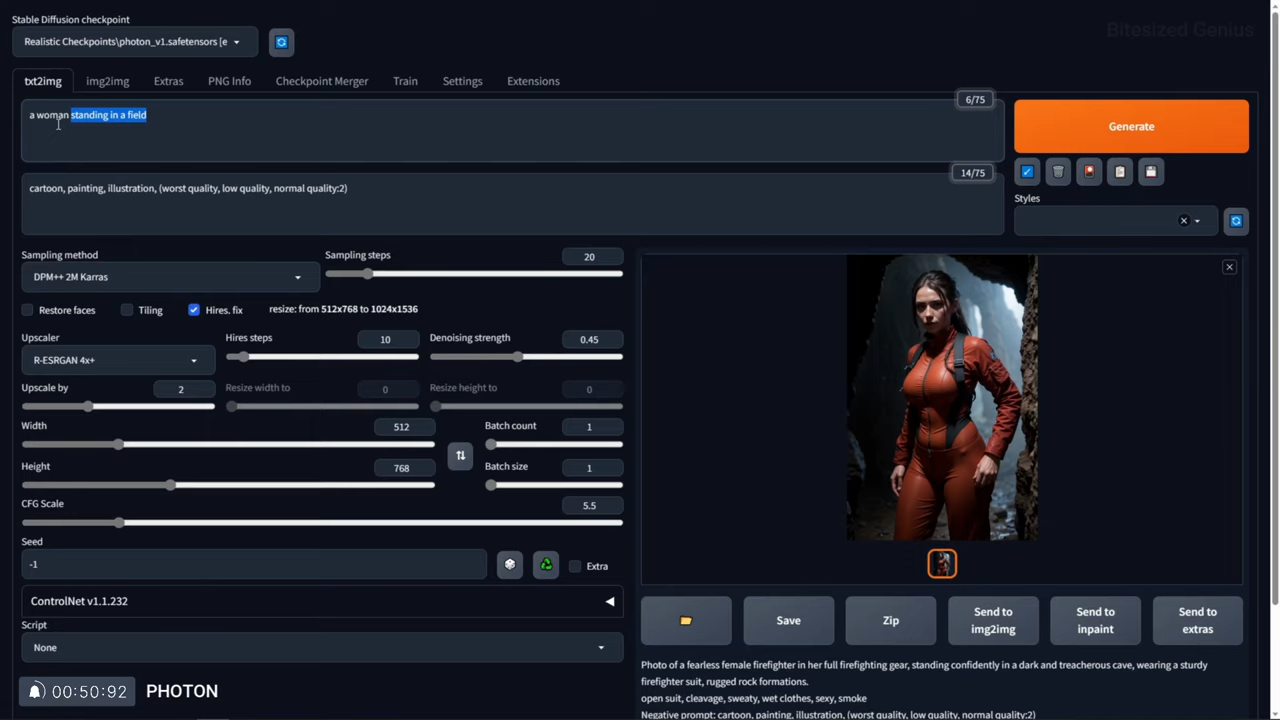 Bitesized Genius
Stable Diffusion checkpoint
Realistic Checkpoints\photon_v1.safetensors [e
txt2img
img2img
Extras
PNG Info
Checkpoint Merger
Train
Settings
Extensions
a woman standing in a field
6/75
Generate
cartoon, painting, illustration, (worst quality, low quality, normal quality:2)
14/75
Styles
Sampling method
DPM++ 2M Karras
Sampling steps
20
Restore faces
Tiling
Hires. fix
resize: from 512x768 to 1024x1536
Upscaler
R-ESRGAN 4x+
Hires steps
10
Denoising strength
0.45
Upscale by
2
Resize width to
0
Resize height to
0
Width
512
Batch count
1
Height
768
Batch size
1
CFG Scale
5.5
Seed
-1
Extra
ControlNet v1.1.232
Script
None
Save
Zip
Send to
img2img
Send to
inpaint
Send to
extras
Photo of a fearless female firefighter in her full firefighting gear, standing confidently in a dark and treacherous cave, wearing a sturdy
firefighter suit, rugged rock formations.
open suit, cleavage, sweaty, wet clothes, sexy, smoke
Negative prompt: cartoon, painting, illustration, (worst quality, low quality, normal quality:2)
00:50:92
PHOTON